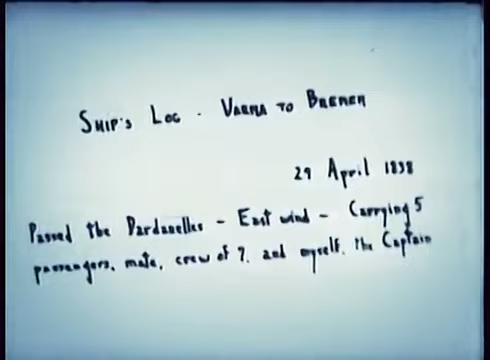 Ship's Log - Varna to Bremen
29 April 1838
Passed the Dardanelles - East wind - Carrying 5
passengers, mate, crew of 7, and myself, the Captain